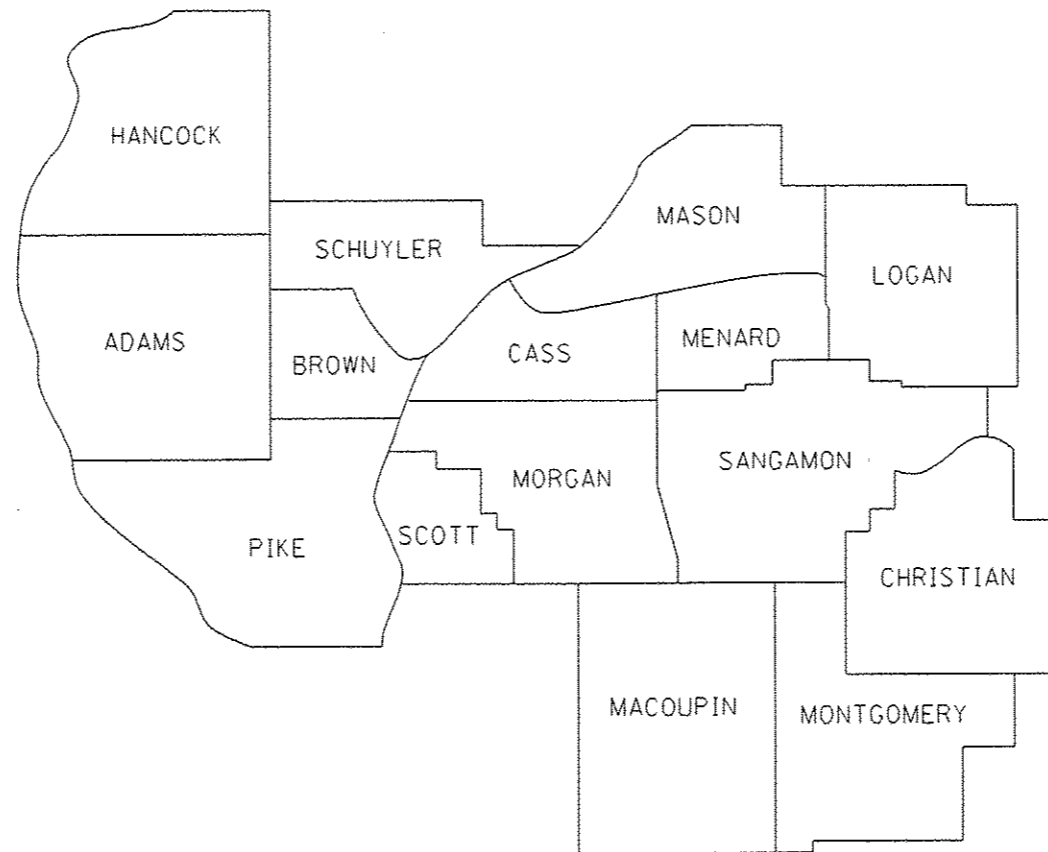 HANCOCK
MASON
SCHUYLER
LOGAN
ADAMS
MENARD
CASS
BROWN
SANGAMON
MORGAN
SCOTT
PIKE
CHRISTIAN
MACOUPIN
MONTGOMERY